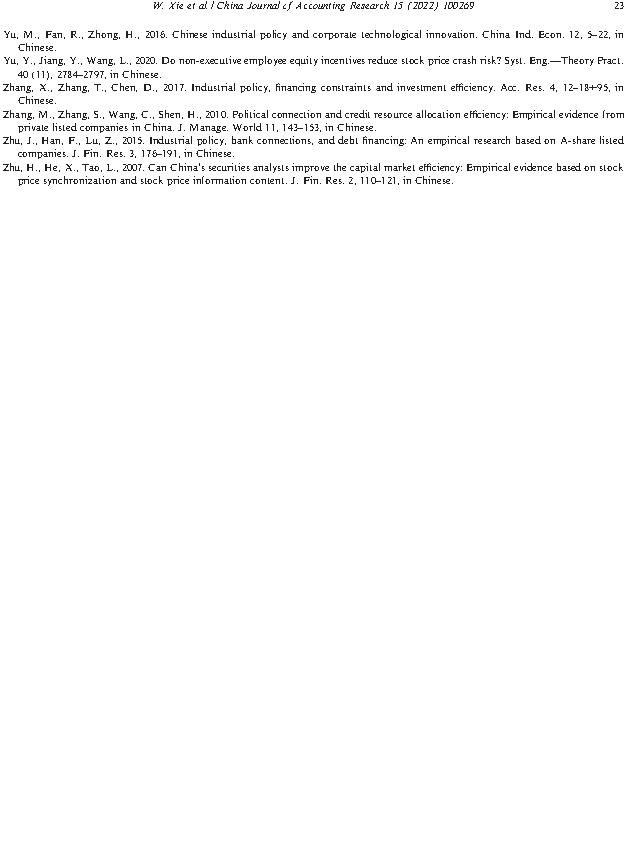 W. Xie et al. / China Journal of Accounting Research 15 (2022) 100269 23
Yu, M., Fan, R., Zhong, H., 2016. Chinese industrial policy and corporate technological innovation. China Ind. Econ. 12, 5–22, in
Chinese.
Yu, Y., Jiang, Y., Wang, L., 2020. Do non-executive employee equity incentives reduce stock price crash risk? Syst. Eng.—Theory Pract.
40 (11), 2784–2797, in Chinese.
Zhang, X., Zhang, T., Chen, D., 2017. Industrial policy, financing constraints and investment efficiency. Acc. Res. 4, 12–18+95, in
Chinese.
Zhang, M., Zhang, S., Wang, C., Shen, H., 2010. Political connection and credit resource allocation efficiency: Empirical evidence from
private listed companies in China. J. Manage. World 11, 143–153, in Chinese.
Zhu, J., Han, F., Lu, Z., 2015. Industrial policy, bank connections, and debt financing: An empirical research based on A-share listed
companies. J. Fin. Res. 3, 176–191, in Chinese.
Zhu, H., He, X., Tao, L., 2007. Can China's securities analysts improve the capital market efficiency: Empirical evidence based on stock
price synchronization and stock price information content. J. Fin. Res. 2, 110–121, in Chinese.